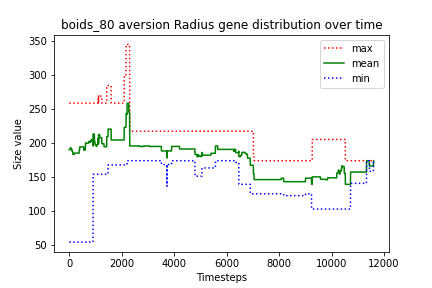 boids_80 aversion Radius gene distribution over time
350
300
250
200
150
100
50
Size value
max
mean
min
0
2000
4000
6000
8000
10000
12000
Timesteps